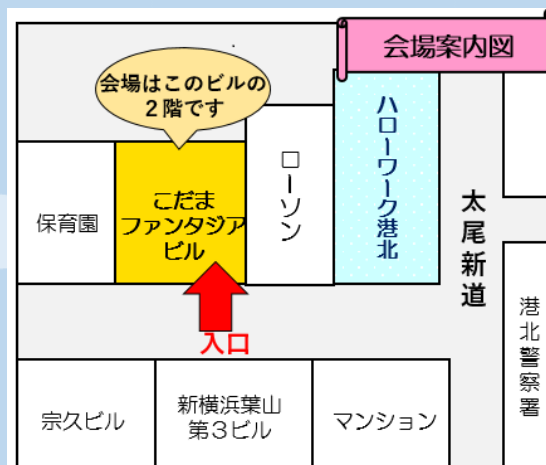 会場案内図
会場はこのビルの
２階です
保育園
こだま
ファンタジア
ビル
ローソン
ハローワーク港北
太尾新道
港北警察署
入口
宗久ビル
新横浜葉山
第３ビル
マンション